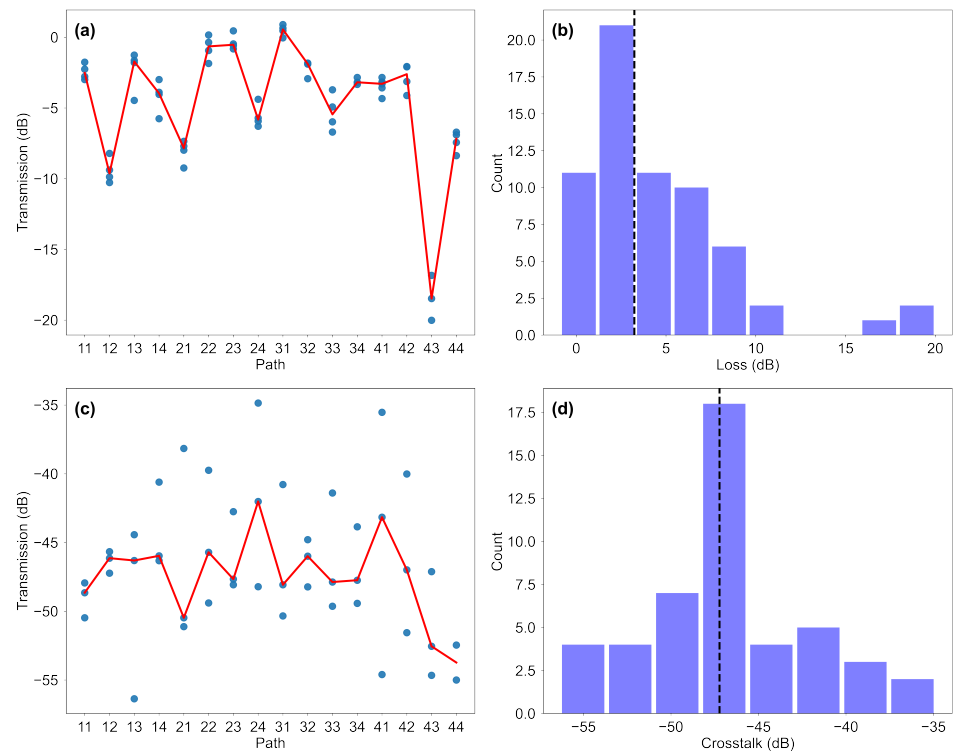 (a)
Transmission (dB)
0
−5
−10
−15
−20
11 12 13 14 21 22 23 24 31 32 33 34 41 42 43 44
Path
(b)
Count
20.0
17.5
15.0
12.5
10.0
7.5
5.0
2.5
0.0
0 5 10 15 20
Loss (dB)
(c)
Transmission (dB)
−35
−40
−45
−50
−55
11 12 13 14 21 22 23 24 31 32 33 34 41 42 43 44
Path
(d)
Count
17.5
15.0
12.5
10.0
7.5
5.0
2.5
0.0
−55 −50 −45 −40 −35
Crosstalk (dB)